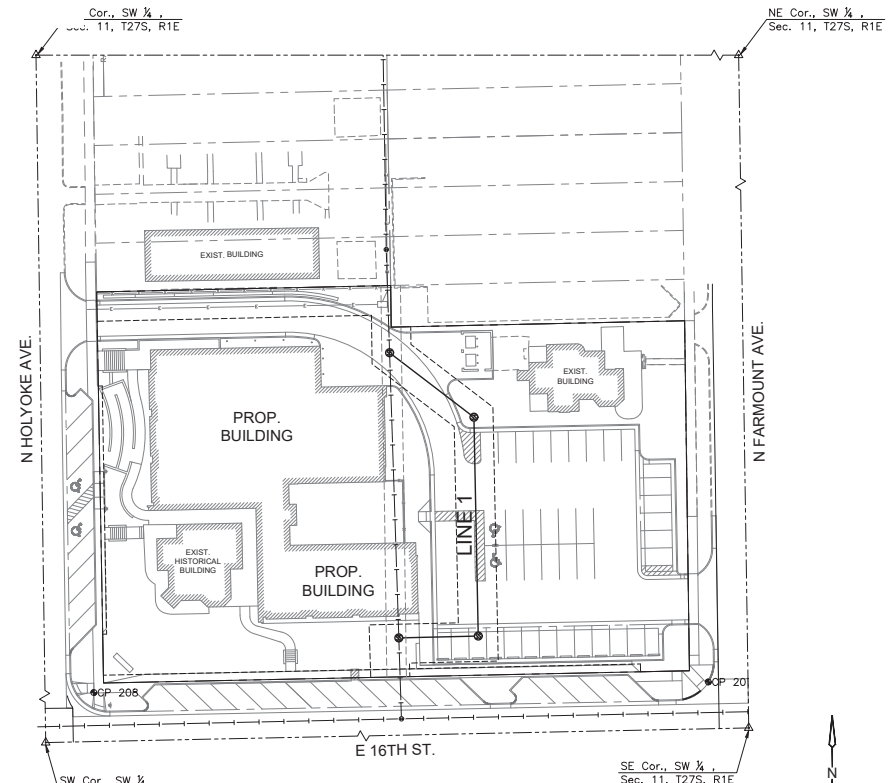 Cor., SW ¼ ,
Sec. 11, T27S, R1E
NE Cor., SW ¼ ,
Sec. 11, T27S, R1E
EXIST. BUILDING
N HOLYOKE AVE.
N FARMOUNT AVE.
EXIST.
BUILDING
PROP.
BUILDING
LINE 1
EXIST.
HISTORICAL
BUILDING
PROP.
BUILDING
CP 208
CP 20
E 16TH ST.
SW Cor., SW ¼
SE Cor., SW ¼ ,
Sec. 11, T27S, R1E
N